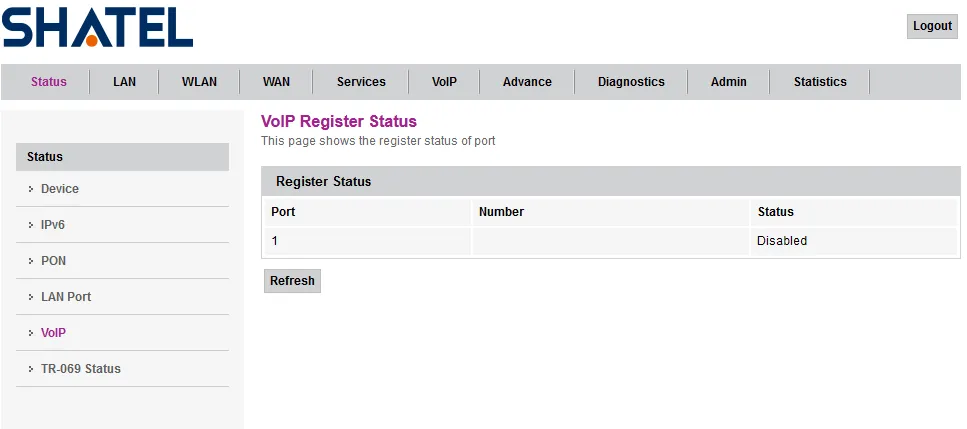 SHATEL
Logout
Status LAN WLAN WAN Services VoIP Advance Diagnostics Admin Statistics
VoIP Register Status
This page shows the register status of port
Status
Device
IPv6
PON
LAN Port
VoIP
TR-069 Status
Register Status
Port Number Status
1 Disabled
Refresh